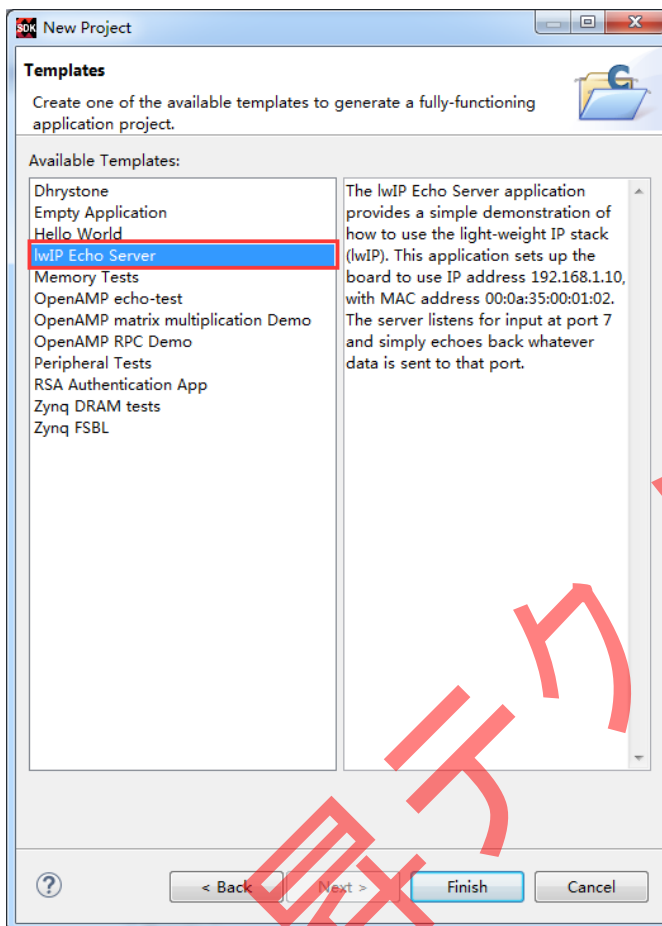 SDK New Project
Templates
Create one of the available templates to generate a fully-functioning
application project.
Available Templates:
Dhrystone
Empty Application
Hello World
lwIP Echo Server
Memory Tests
OpenAMP echo-test
OpenAMP matrix multiplication Demo
OpenAMP RPC Demo
Peripheral Tests
RSA Authentication App
Zynq DRAM tests
Zynq FSBL
The lwIP Echo Server application
provides a simple demonstration of
how to use the light-weight IP stack
(lwIP). This application sets up the
board to use IP address 192.168.1.10,
with MAC address 00:0a:35:00:01:02.
The server listens for input at port 7
and simply echoes back whatever
data is sent to that port.
< Back
Next >
Finish
Cancel
テク